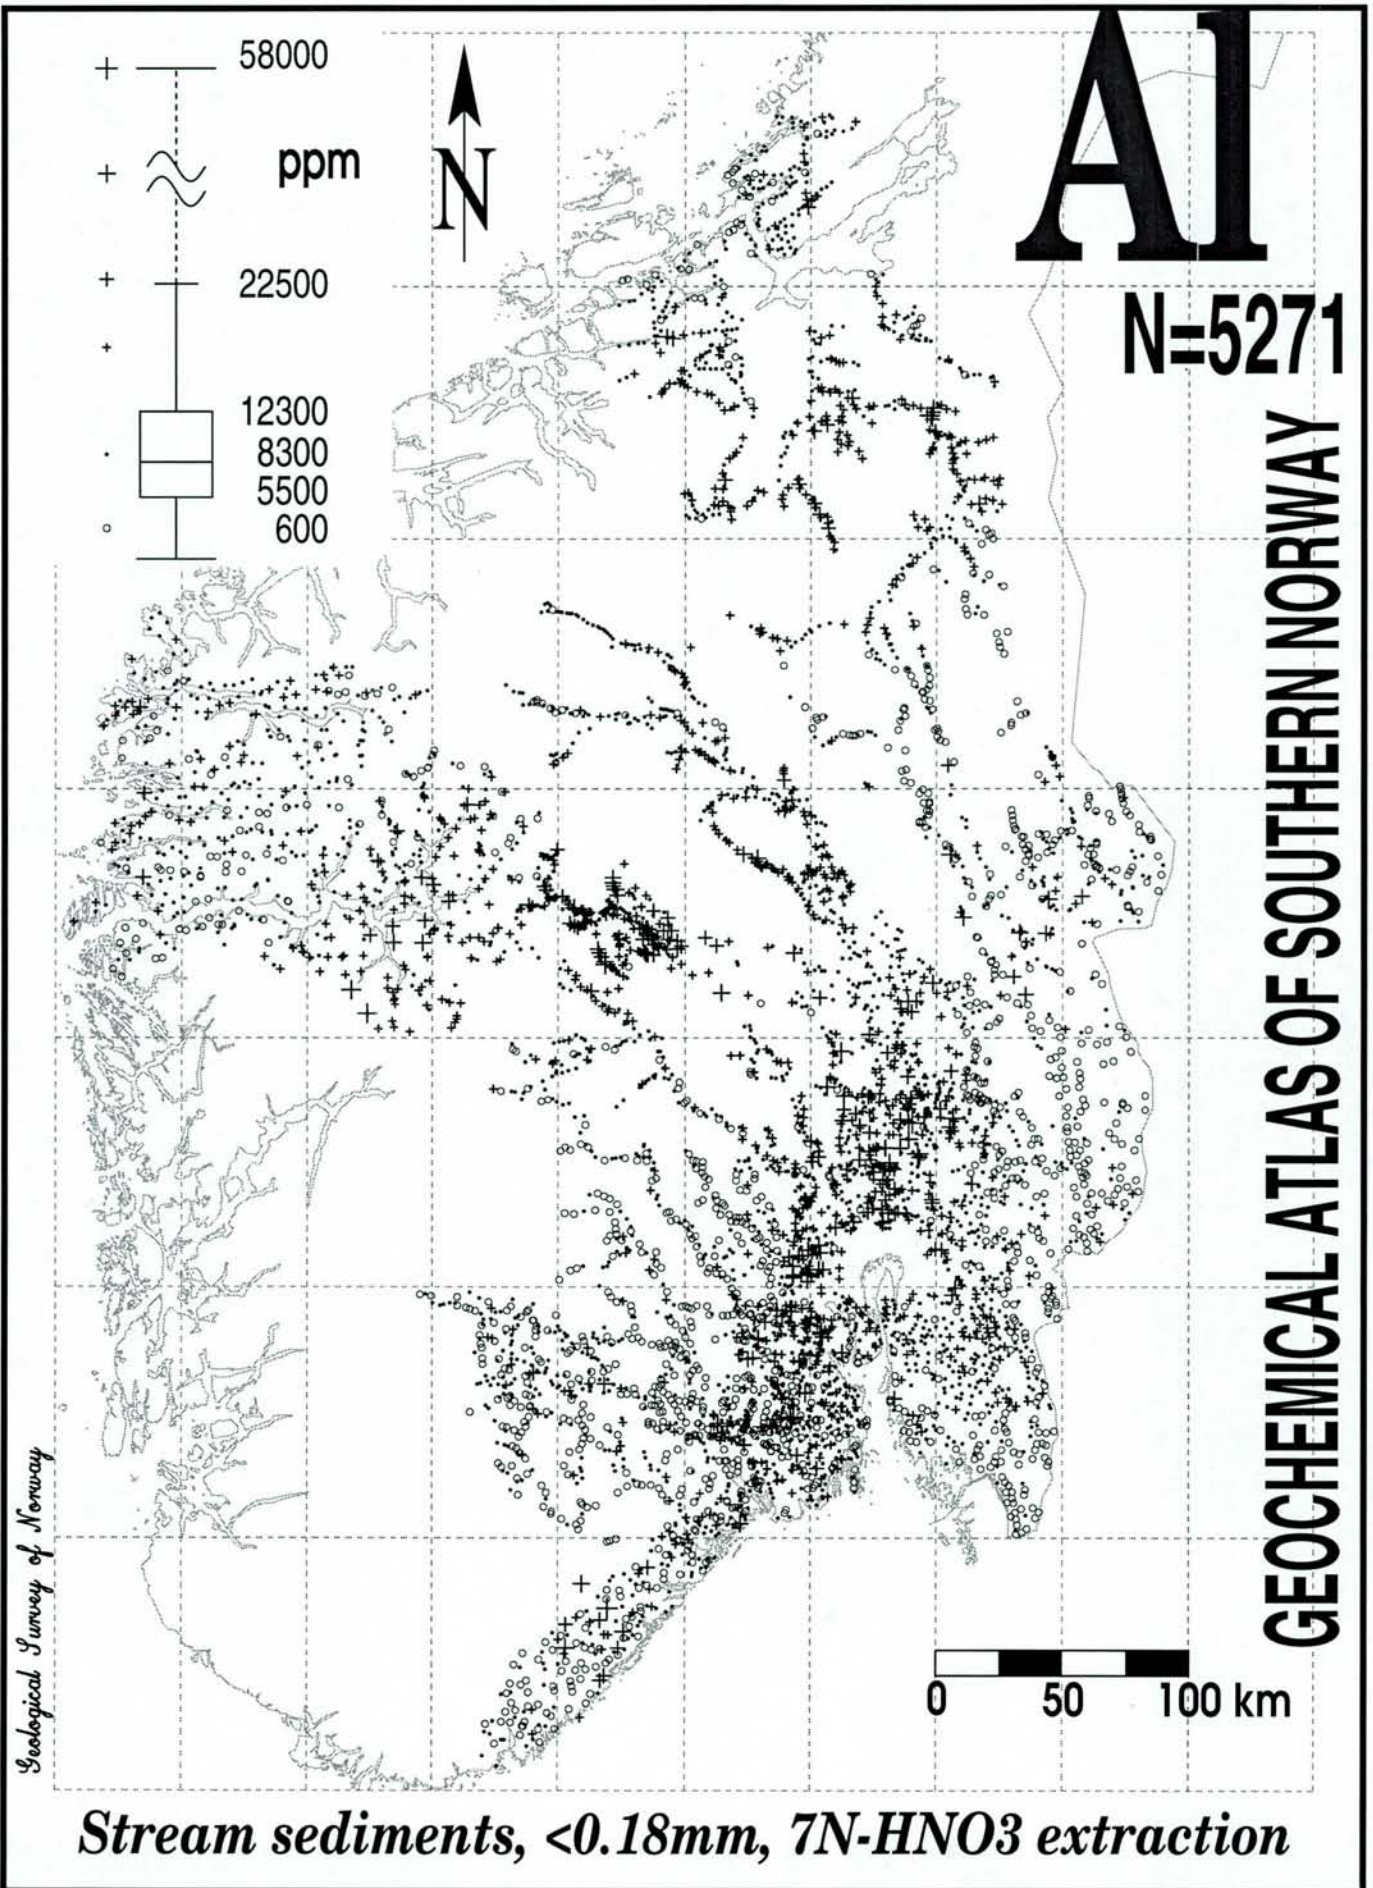 Al
58000
ppm
N
22500
N=5271
12300
8300
5500
600
GEOCHEMICAL ATLAS OF SOUTHERN NORWAY
Geological Survey of Norway
0 50 100 km
Stream sediments, <0.18mm, 7N-HNO3 extraction